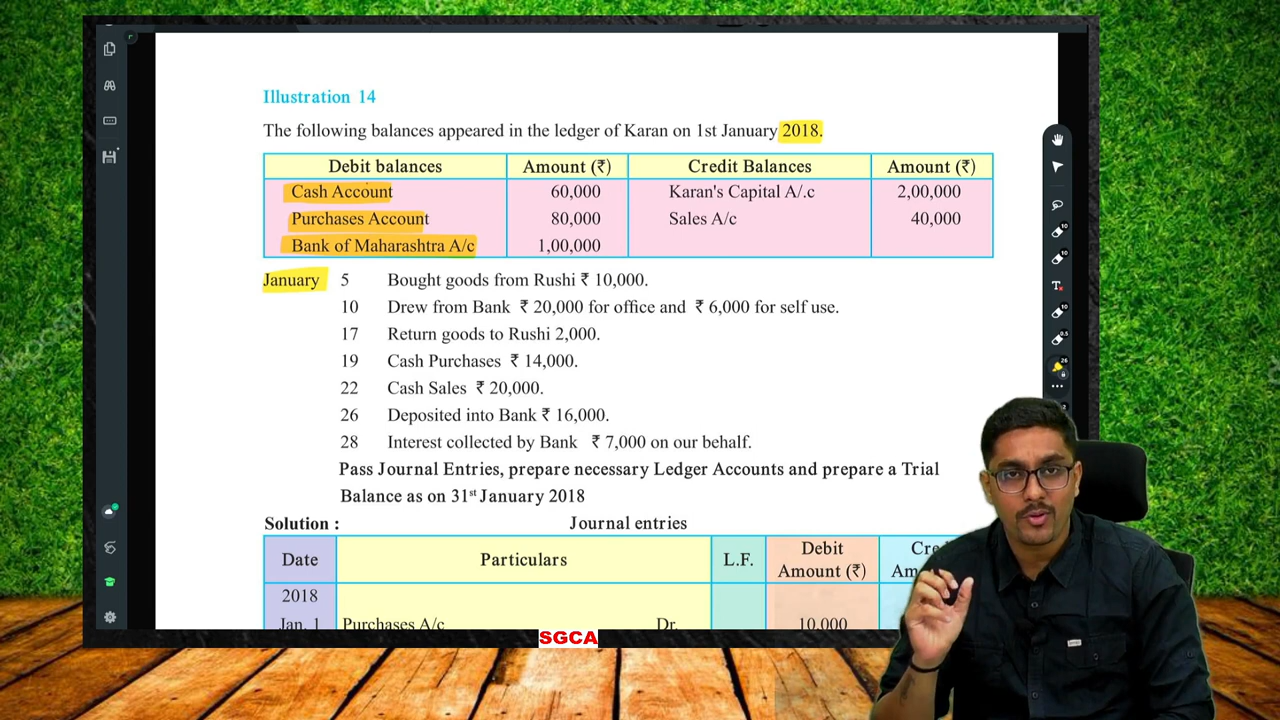 Illustration 14
The following balances appeared in the ledger of Karan on 1st January 2018.
Debit balances Amount (₹) Credit Balances Amount (₹)
Cash Account 60,000 Karan's Capital A/.c 2,00,000
Purchases Account 80,000 Sales A/c 40,000
Bank of Maharashtra A/c 1,00,000
January 5 Bought goods from Rushi ₹ 10,000.
10 Drew from Bank ₹ 20,000 for office and ₹ 6,000 for self use.
17 Return goods to Rushi 2,000.
19 Cash Purchases ₹ 14,000.
22 Cash Sales ₹ 20,000.
26 Deposited into Bank ₹ 16,000.
28 Interest collected by Bank ₹ 7,000 on our behalf.
Pass Journal Entries, prepare necessary Ledger Accounts and prepare a Trial
Balance as on 31st January 2018
Solution : Journal entries
Date Particulars L.F. Debit
Amount (₹)
2018
Jan. 1 Purchases A/c Dr. 10,000
SGCA